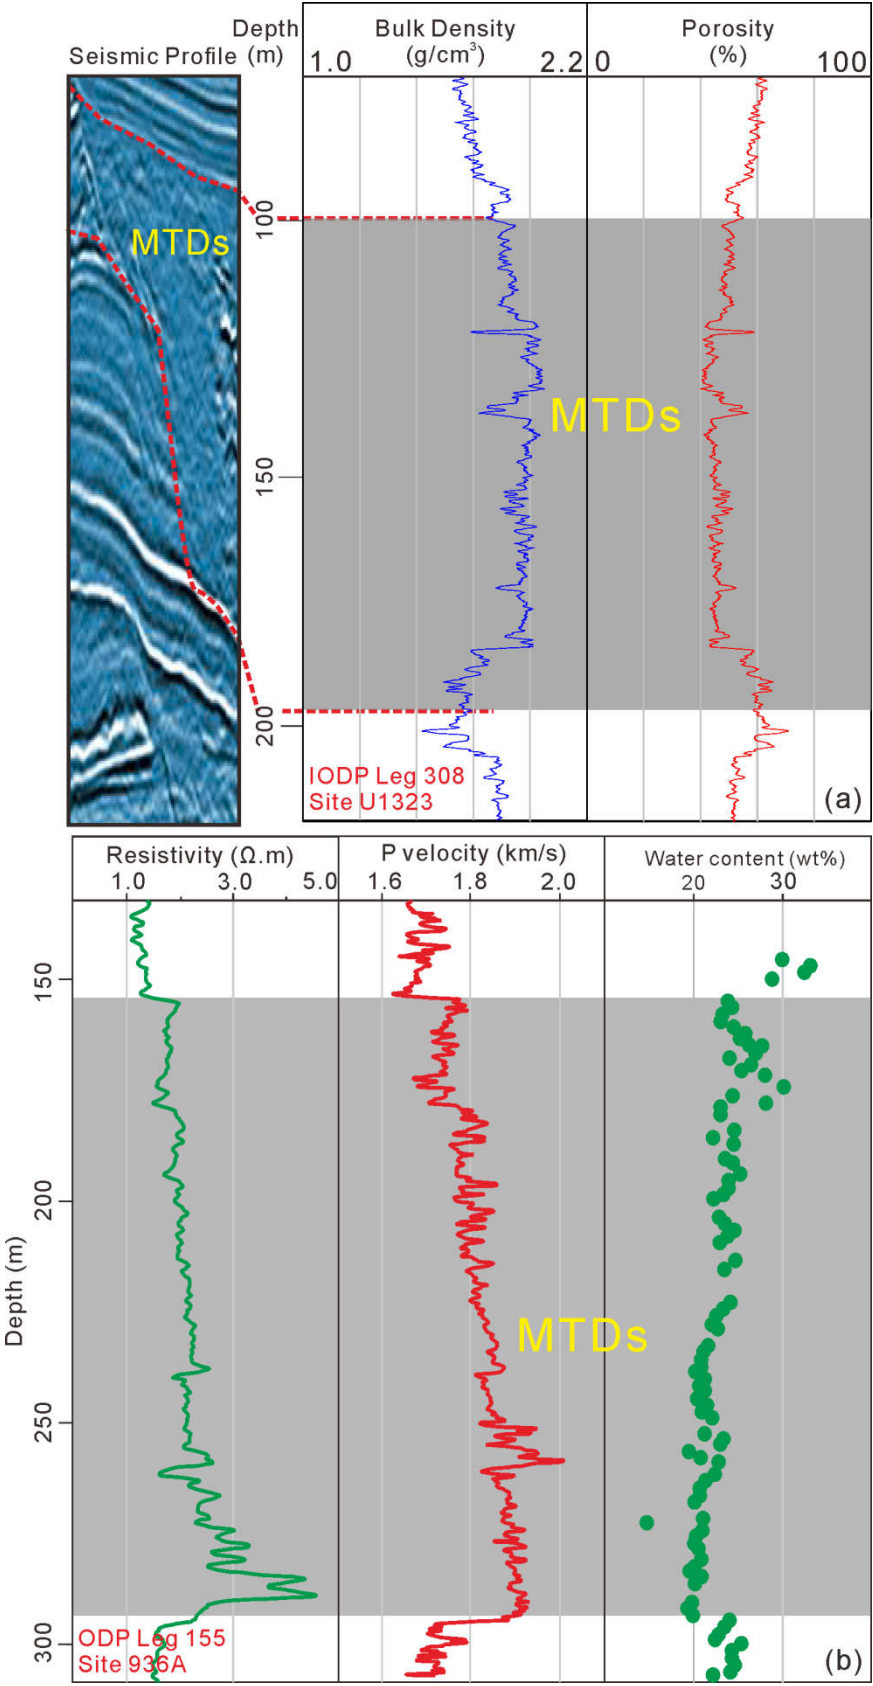 Seismic Profile
Depth
(m)
Bulk Density
(g/cm³)
1.0
2.2
Porosity
(%)
0
100
MTDs
100
MTDs
150
200
IODP Leg 308
Site U1323
(a)
Resistivity (Ω.m)
1.0
3.0
5.0
P velocity (km/s)
1.6
1.8
2.0
Water content (wt%)
20
30
150
200
Depth (m)
MTDs
250
300
ODP Leg 155
Site 936A
(b)